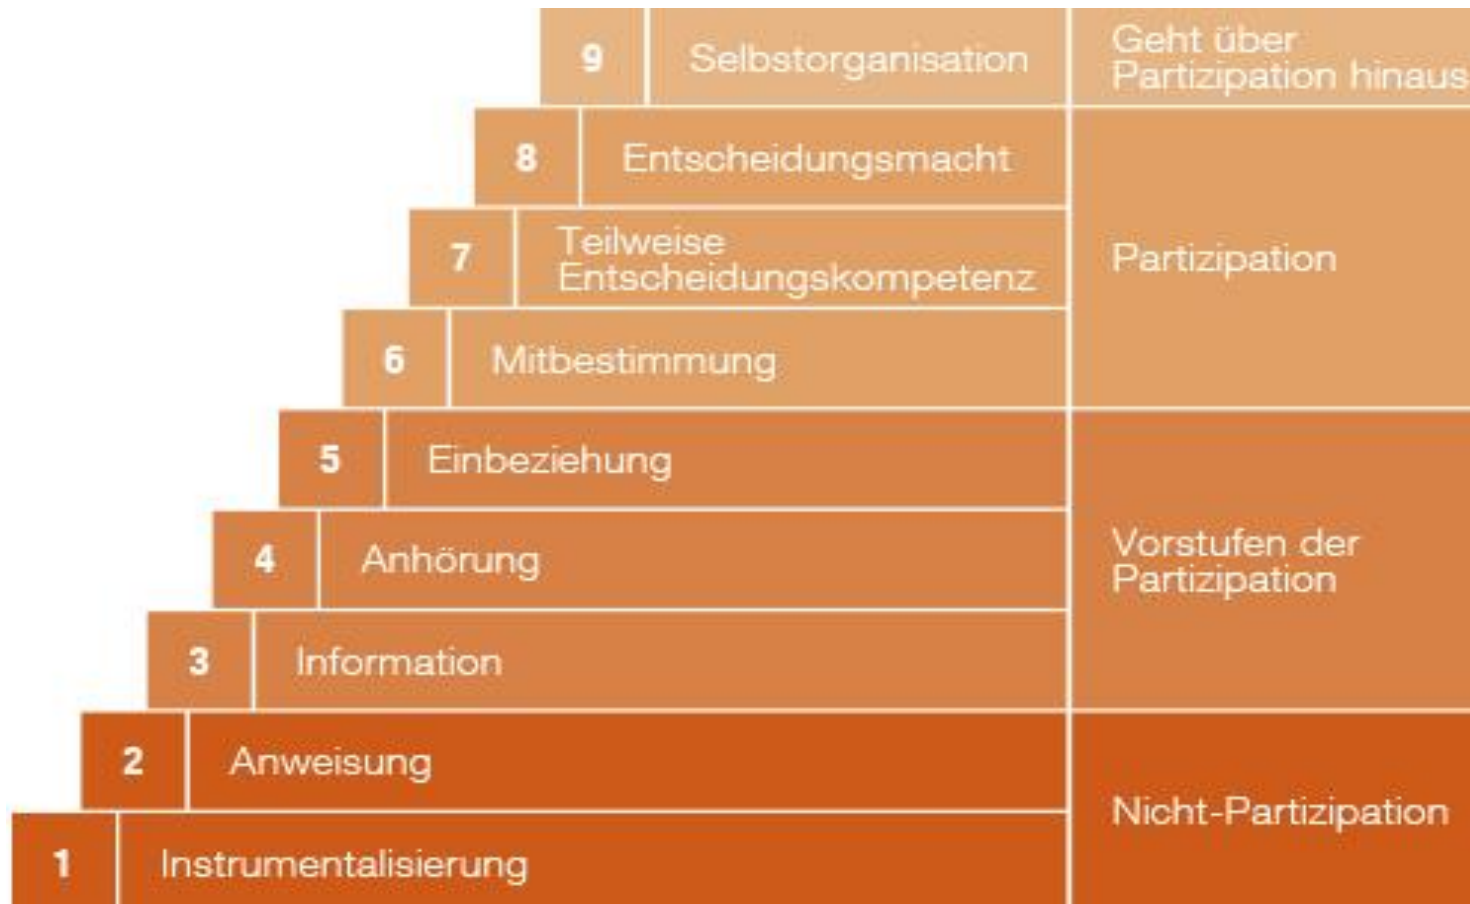 9 Selbstorganisation
Geht über
Partizipation hinaus
8 Entscheidungsmacht
7 Teilweise
Entscheidungskompetenz
Partizipation
6 Mitbestimmung
5 Einbeziehung
4 Anhörung
Vorstufen der
Partizipation
3 Information
2 Anweisung
Nicht-Partizipation
1 Instrumentalisierung